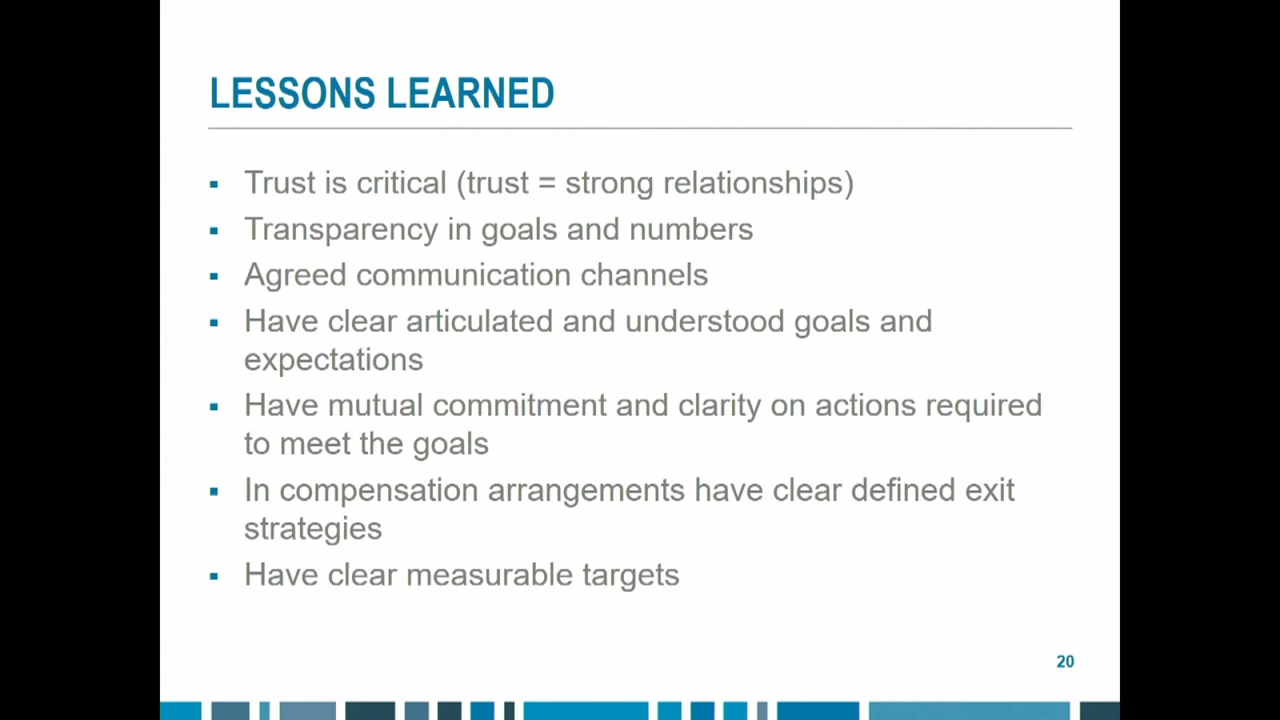 LESSONS LEARNED
▪ Trust is critical (trust = strong relationships)
▪ Transparency in goals and numbers
▪ Agreed communication channels
▪ Have clear articulated and understood goals and
expectations
▪ Have mutual commitment and clarity on actions required
to meet the goals
▪ In compensation arrangements have clear defined exit
strategies
▪ Have clear measurable targets
20